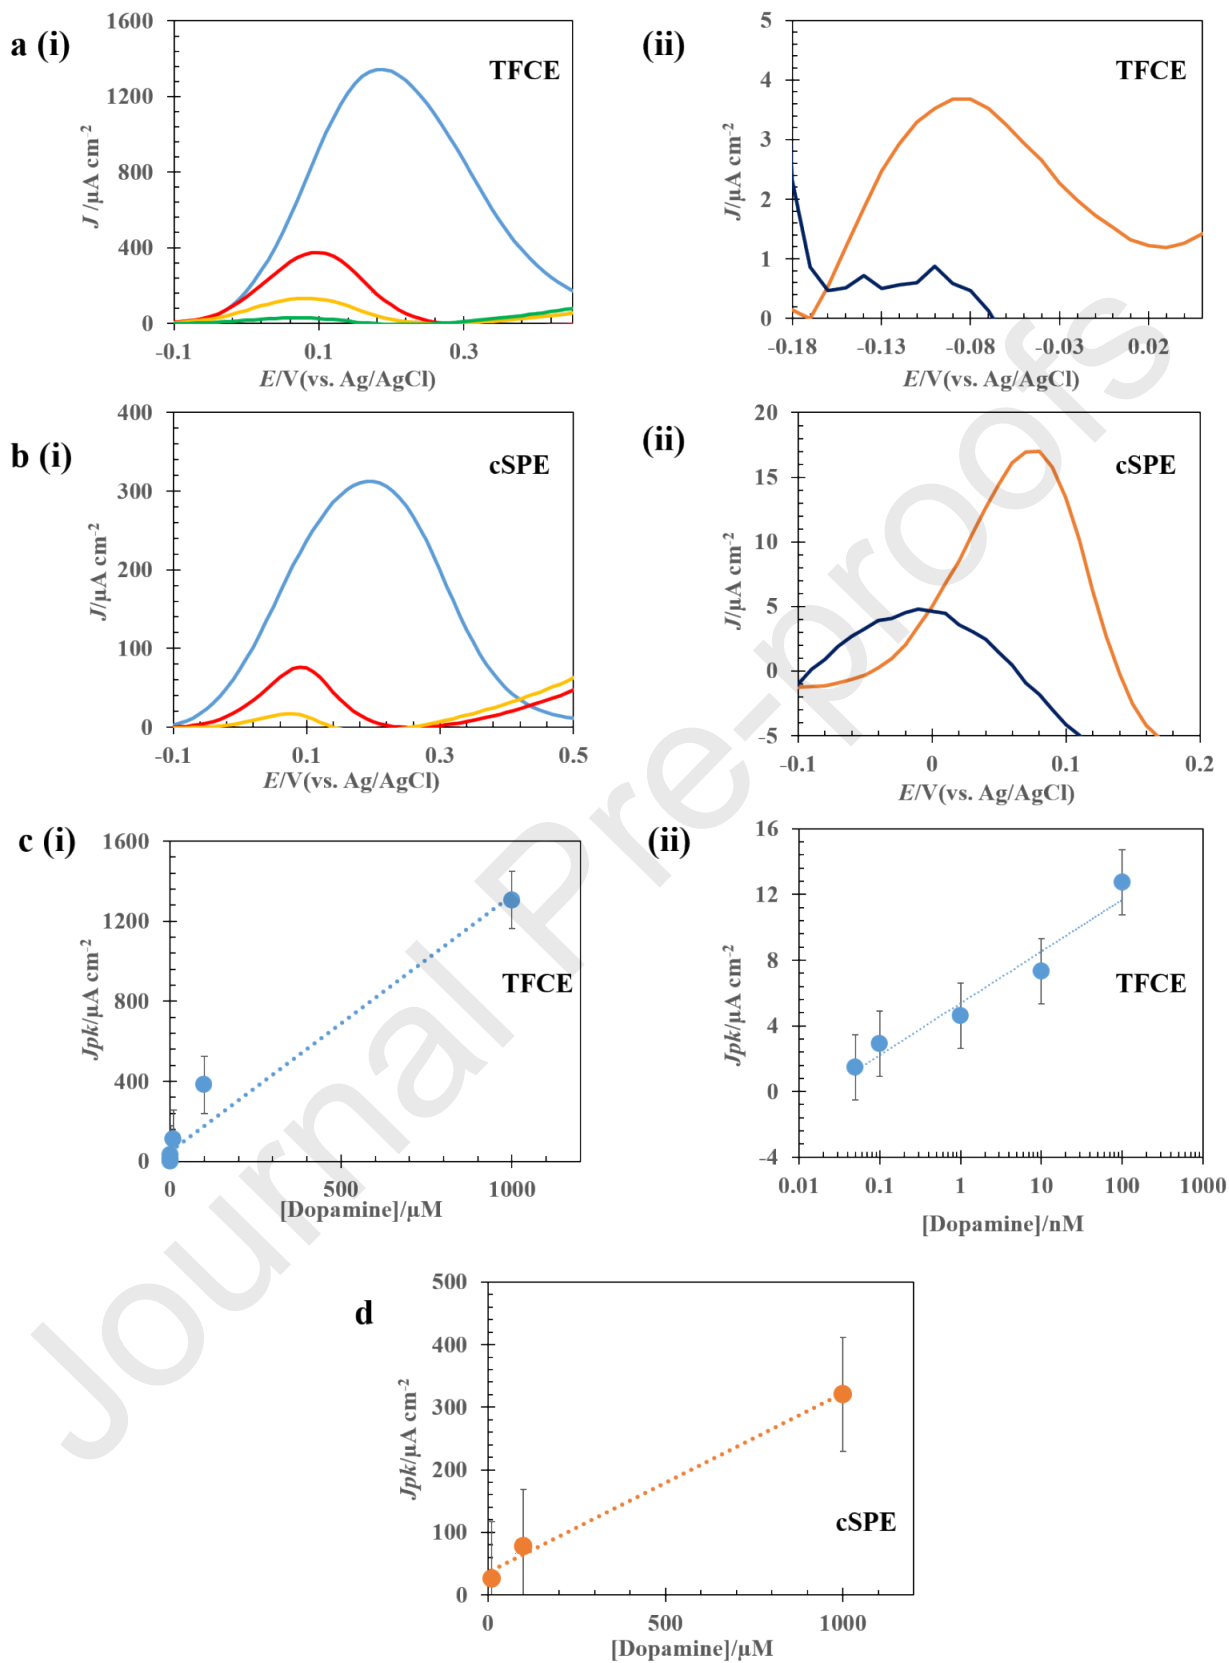 a (i)
TFCE
1600
1200
800
400
0
J /µA cm-2
-0.1
0.1
0.3
E/V(vs. Ag/AgCl)
(ii)
TFCE
5
4
3
2
1
0
J/µA cm-2
-0.18
-0.13
-0.08
-0.03
0.02
E/V(vs. Ag/AgCl)
b (i)
cSPE
400
300
200
100
0
J/µA cm-2
-0.1
0.1
0.3
0.5
E/V(vs. Ag/AgCl)
(ii)
cSPE
20
15
10
5
0
-5
J/µA cm-2
-0.1
0
0.1
0.2
E/V(vs. Ag/AgCl)
c (i)
TFCE
1600
1200
800
400
0
Jpk/µA cm-2
0
500
1000
[Dopamine]/µM
(ii)
TFCE
16
12
8
4
0
-4
Jpk/µA cm-2
0.01
0.1
1
10
100
1000
[Dopamine]/nM
d
cSPE
500
400
300
200
100
0
Jpk/µA cm-2
0
500
1000
[Dopamine]/µM
Journal Pre-proofs